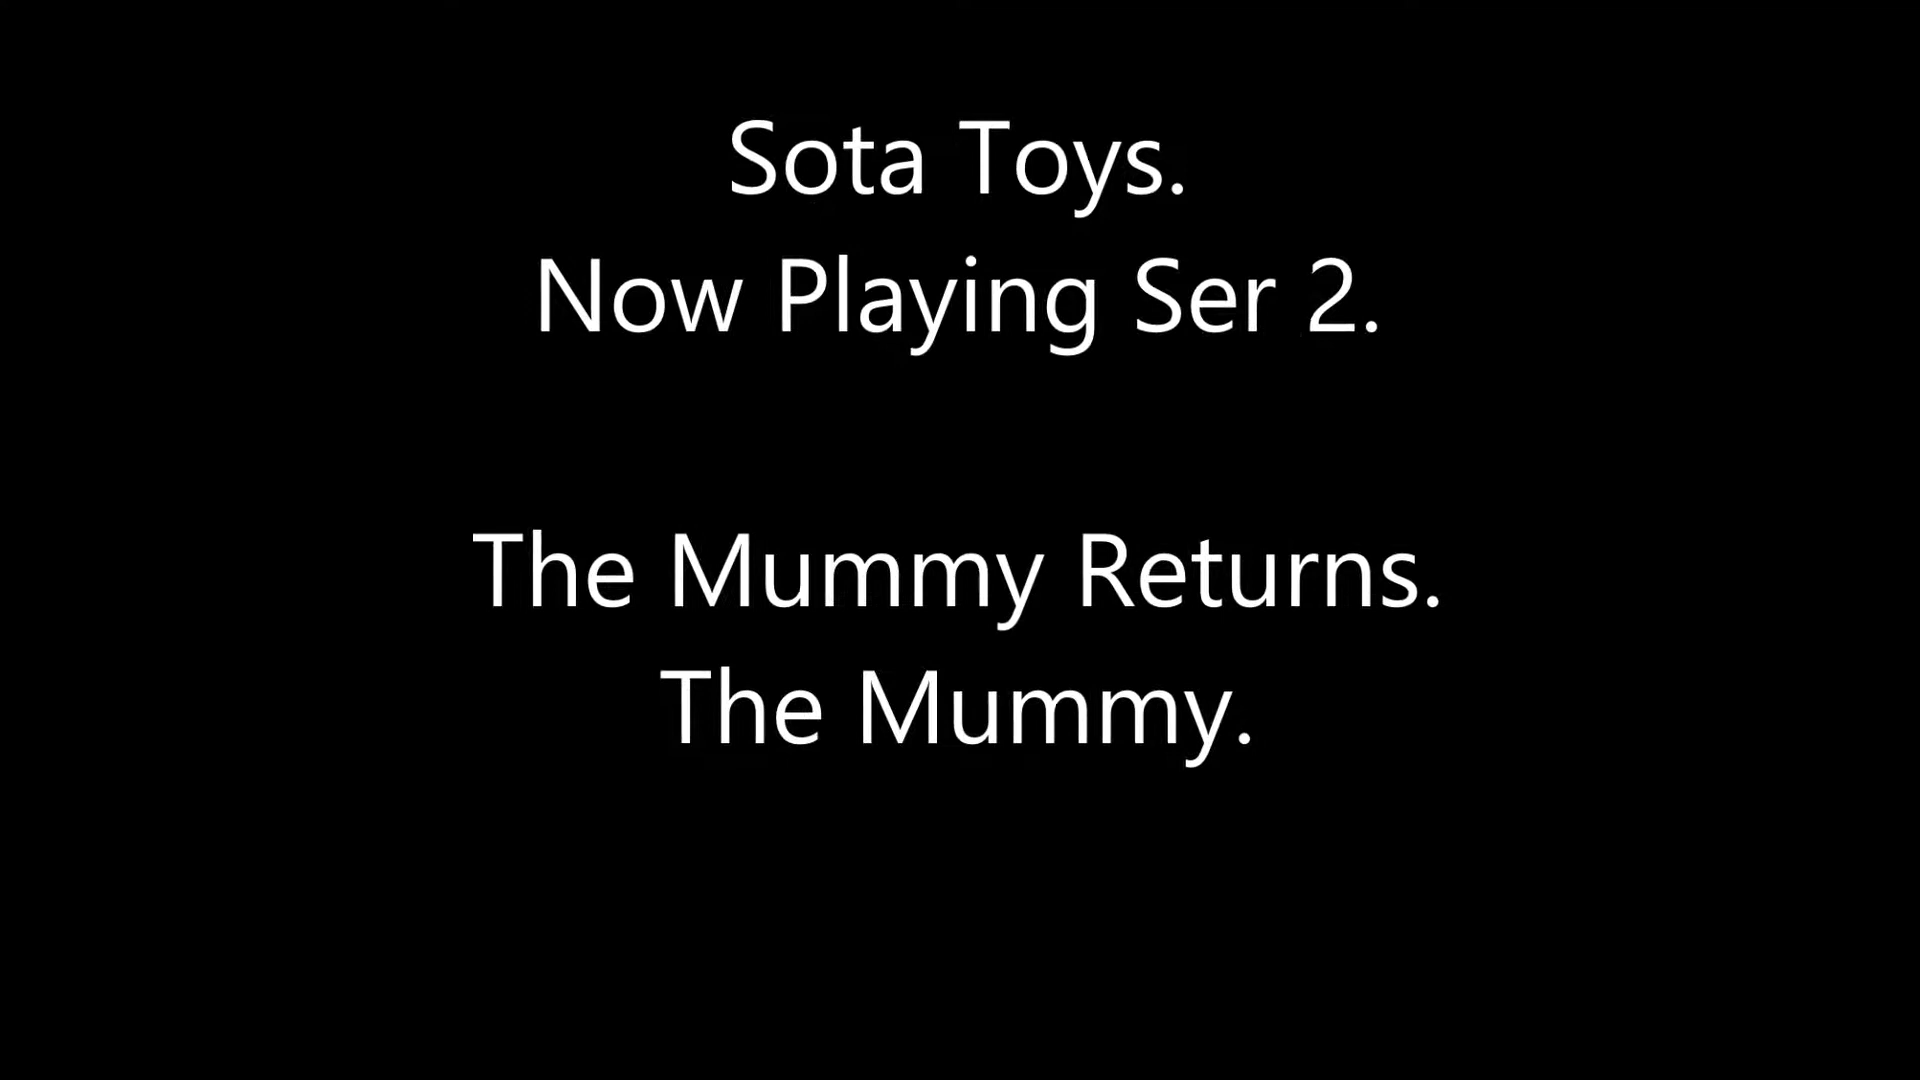 Sota Toys.
Now Playing Ser 2.
The Mummy Returns.
The Mummy.